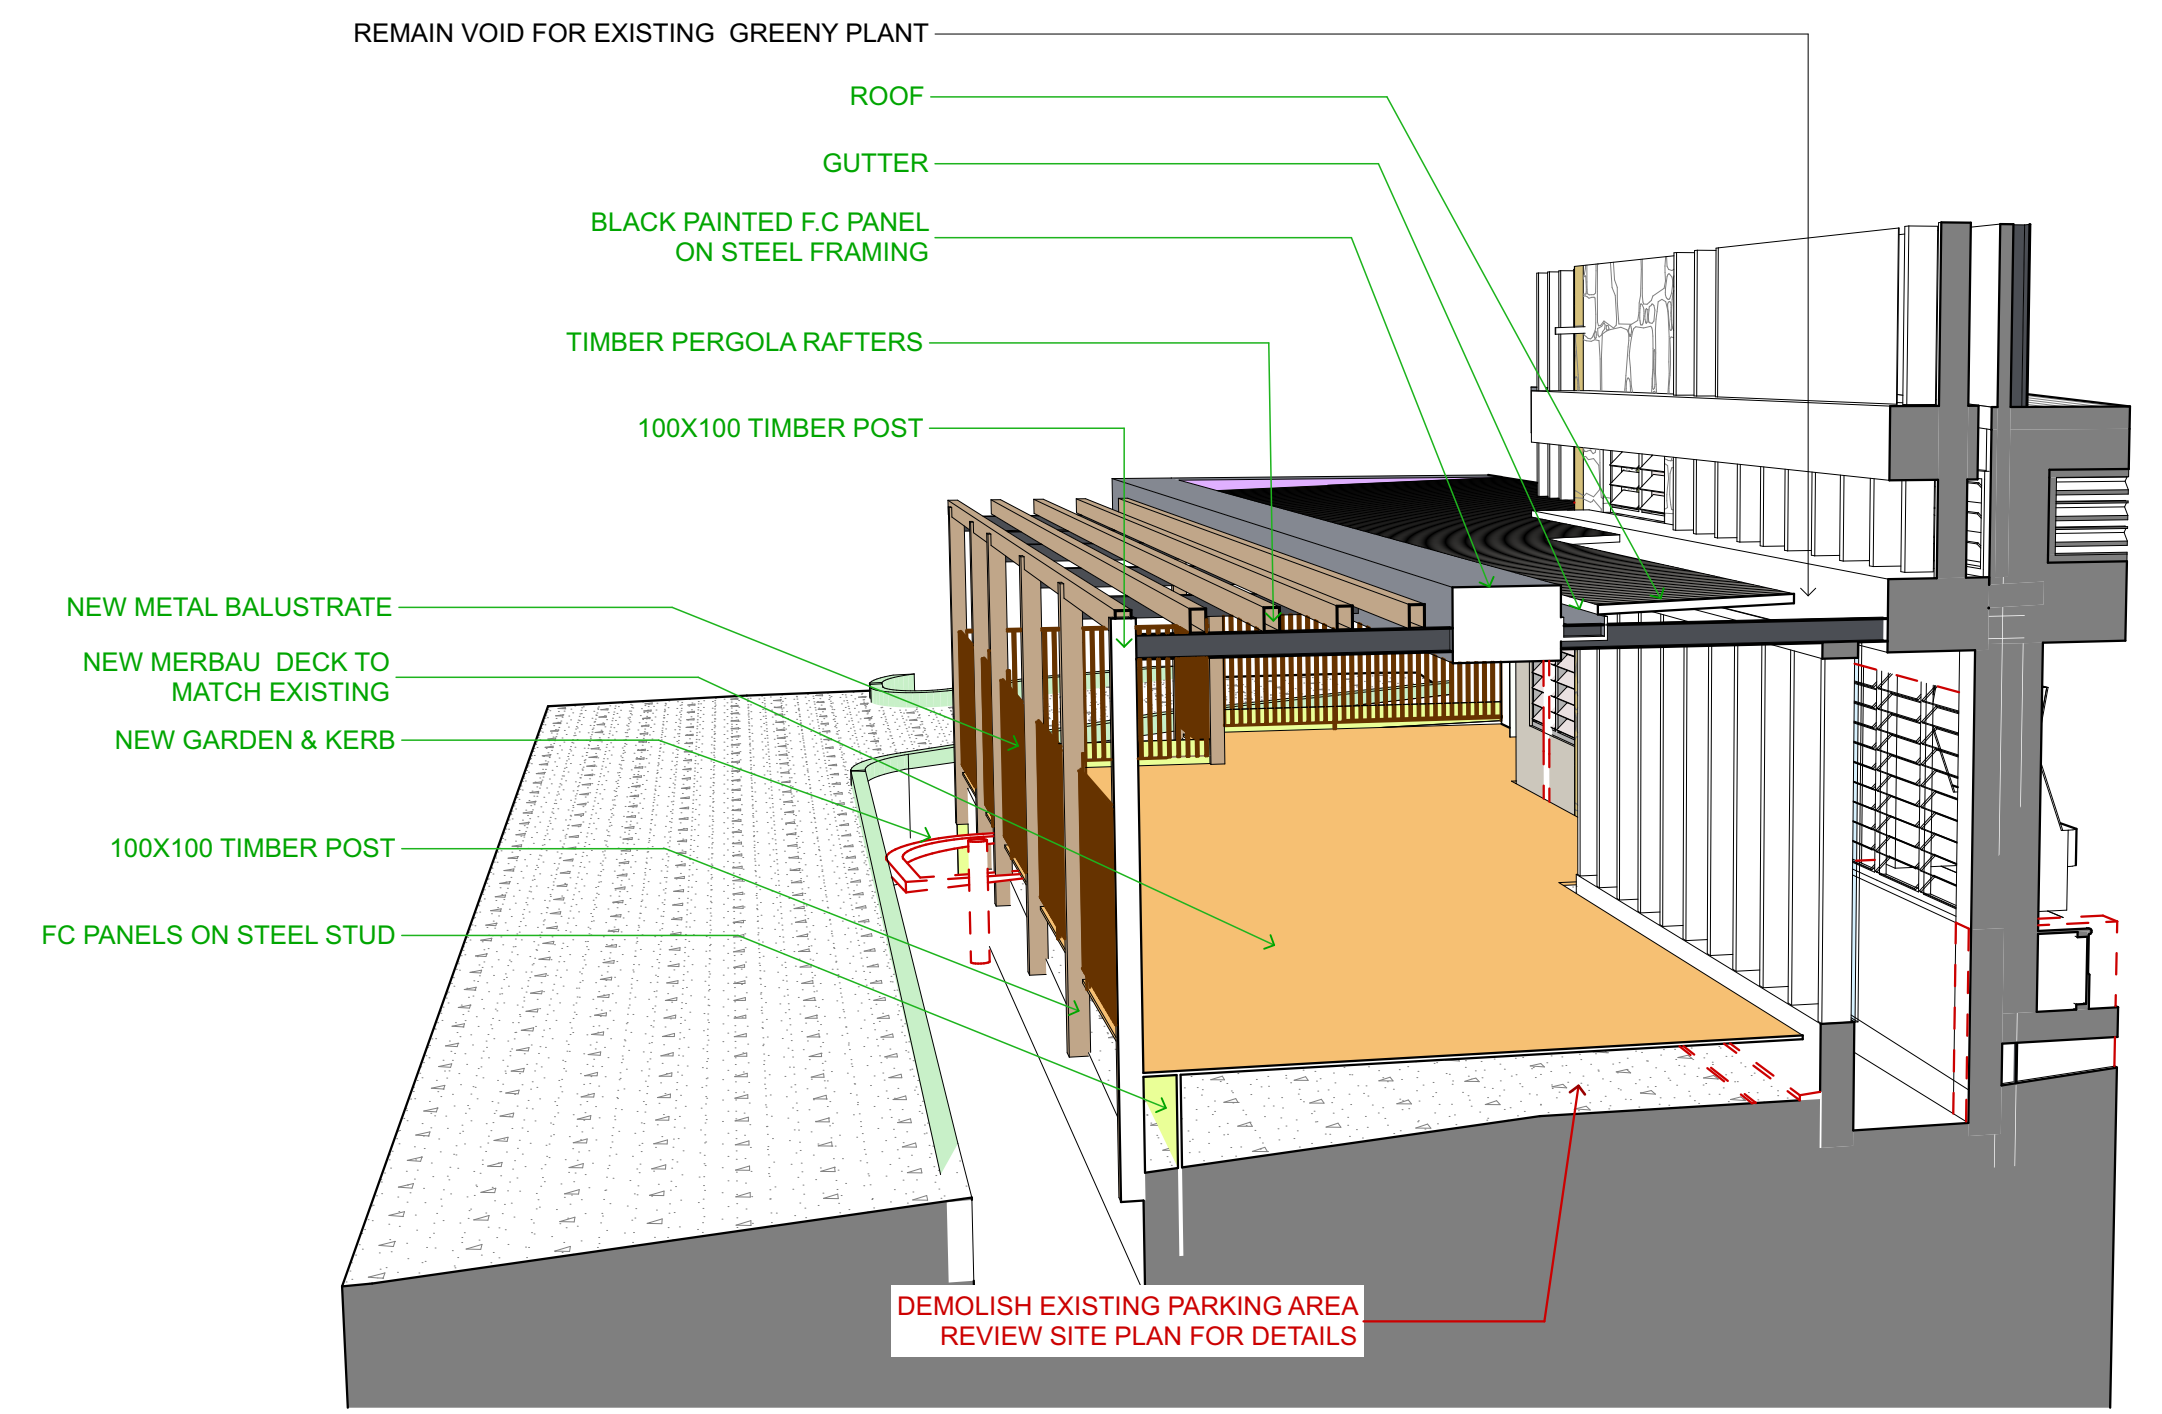 REMAIN VOID FOR EXISTING GREENY PLANT
ROOF
GUTTER
BLACK PAINTED F.C PANEL
ON STEEL FRAMING
TIMBER PERGOLA RAFTERS
100X100 TIMBER POST
NEW METAL BALUSTRATE
NEW MERBAU DECK TO
MATCH EXISTING
NEW GARDEN & KERB
100X100 TIMBER POST
FC PANELS ON STEEL STUD
DEMOLISH EXISTING PARKING AREA
REVIEW SITE PLAN FOR DETAILS